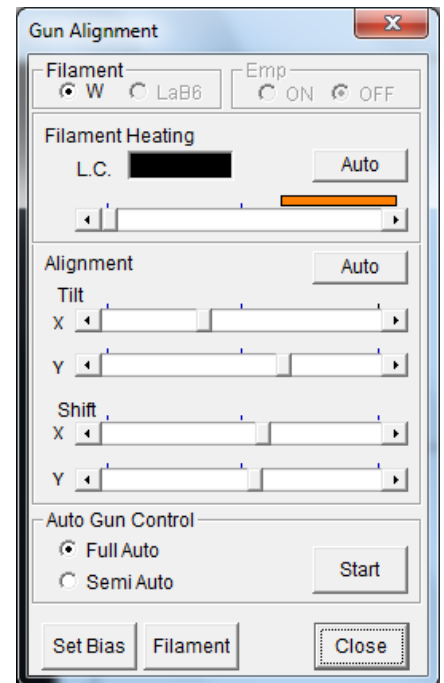 Gun Alignment
Filament Emp
W LaB6 ON OFF
Filament Heating
L.C. Auto
Alignment Auto
Tilt
X
Y
Shift
X
Y
Auto Gun Control
Full Auto
Semi Auto Start
Set Bias Filament Close